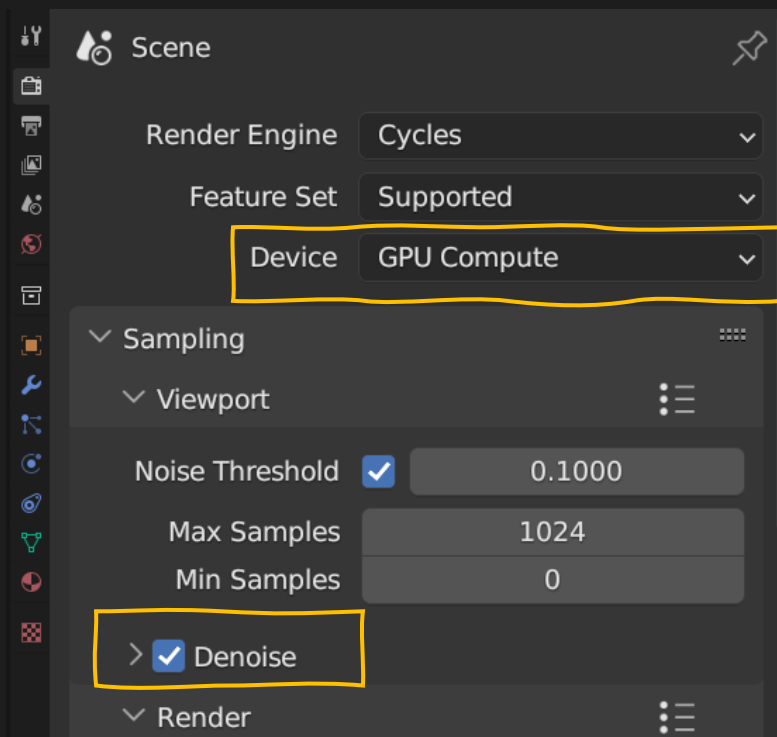 Scene
Render Engine Cycles
Feature Set Supported
Device GPU Compute
Sampling
Viewport
Noise Threshold 0.1000
Max Samples 1024
Min Samples 0
Denoise
Render